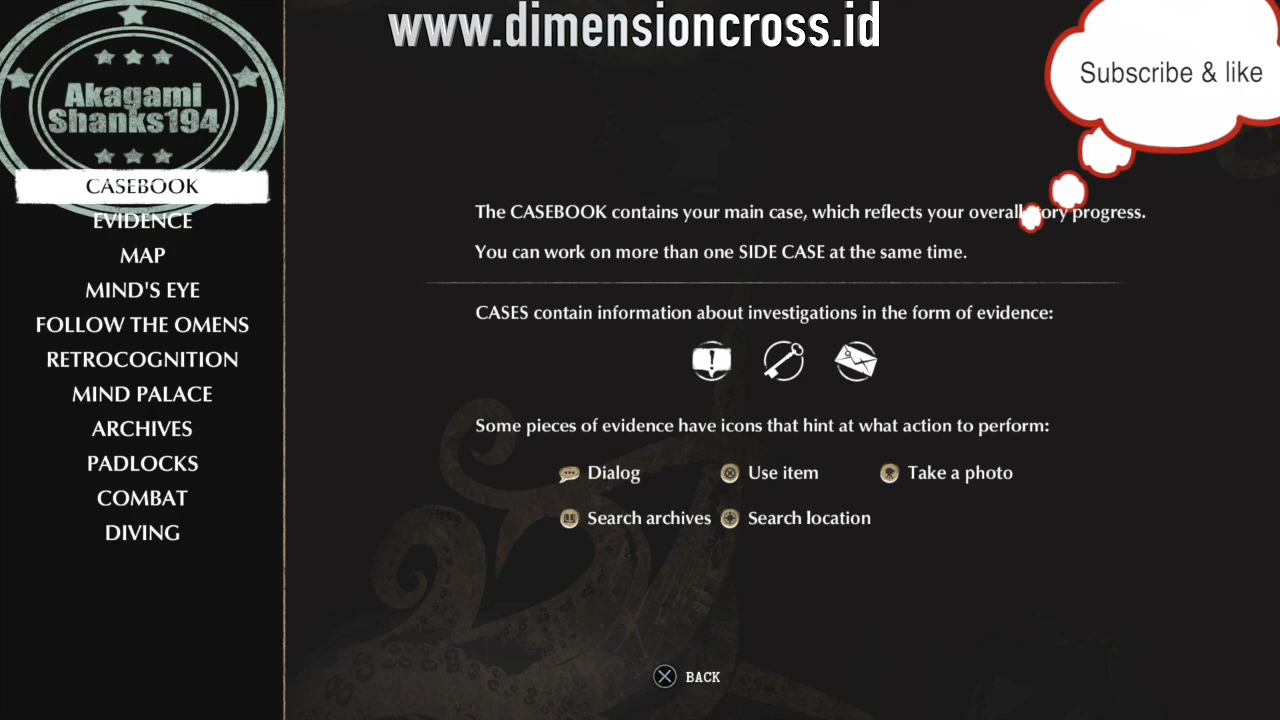 www.dimensioncross.id
Subscribe & like
Akagami
Shanks194
CASEBOOK
EVIDENCE
MAP
MIND'S EYE
FOLLOW THE OMENS
RETROCOGNITION
MIND PALACE
ARCHIVES
PADLOCKS
COMBAT
DIVING
The CASEBOOK contains your main case, which reflects your overall story progress.
You can work on more than one SIDE CASE at the same time.
CASES contain information about investigations in the form of evidence:
Some pieces of evidence have icons that hint at what action to perform:
Dialog Use item Take a photo
Search archives Search location
BACK